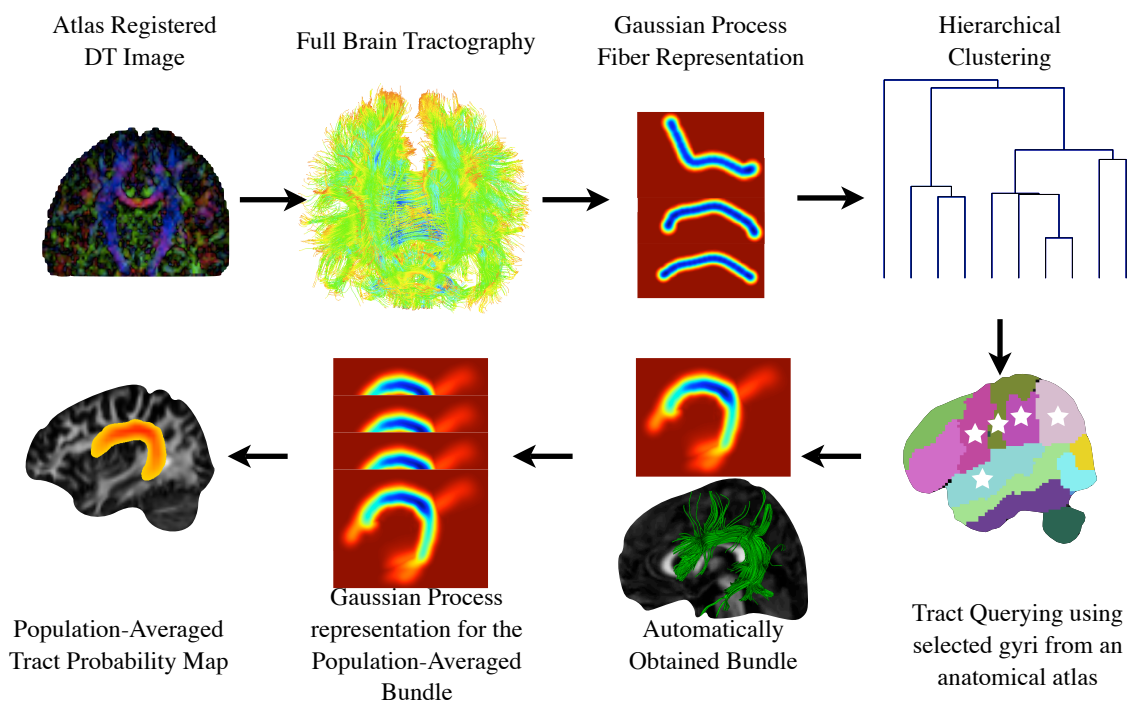 Atlas Registered
DT Image
Full Brain Tractography
Gaussian Process
Fiber Representation
Hierarchical
Clustering
Population-Averaged
Tract Probability Map
Gaussian Process
representation for the
Population-Averaged
Bundle
Automatically
Obtained Bundle
Tract Querying using
selected gyri from an
anatomical atlas